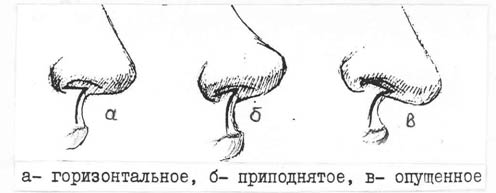 а б в
а- горизонтальное, б- приподнятое, в- опущенное